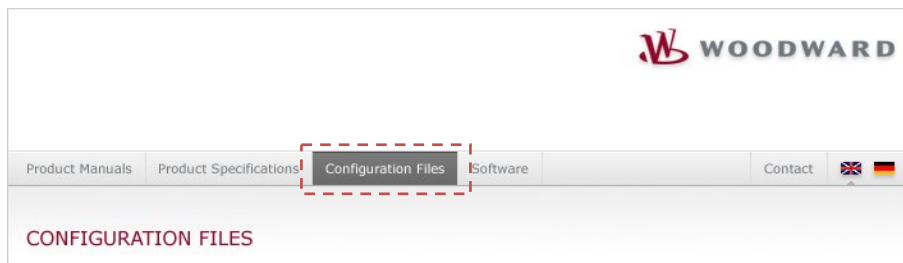 WOODWARD
Product Manuals Product Specifications Configuration Files Software Contact
CONFIGURATION FILES